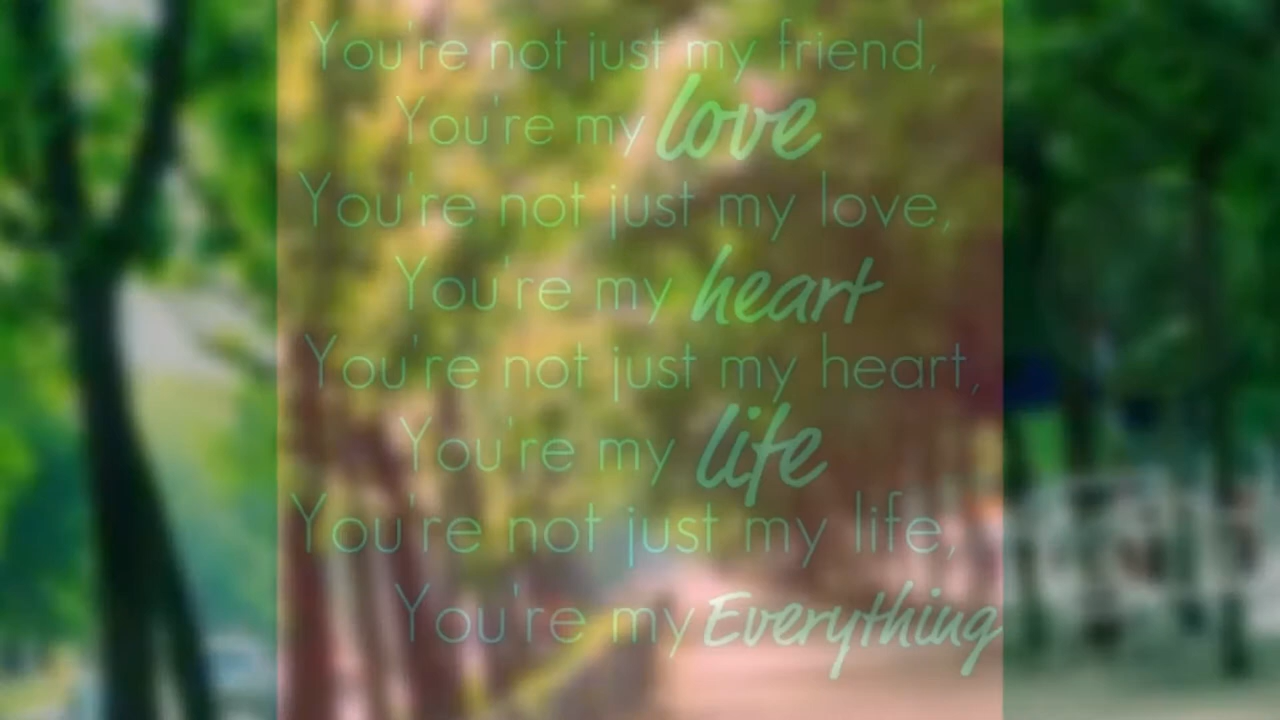 You're not just my friend,
You're my love
You're not just my love,
You're my heart
You're not just my heart,
You're my life
You're not just my life,
You're my Everything